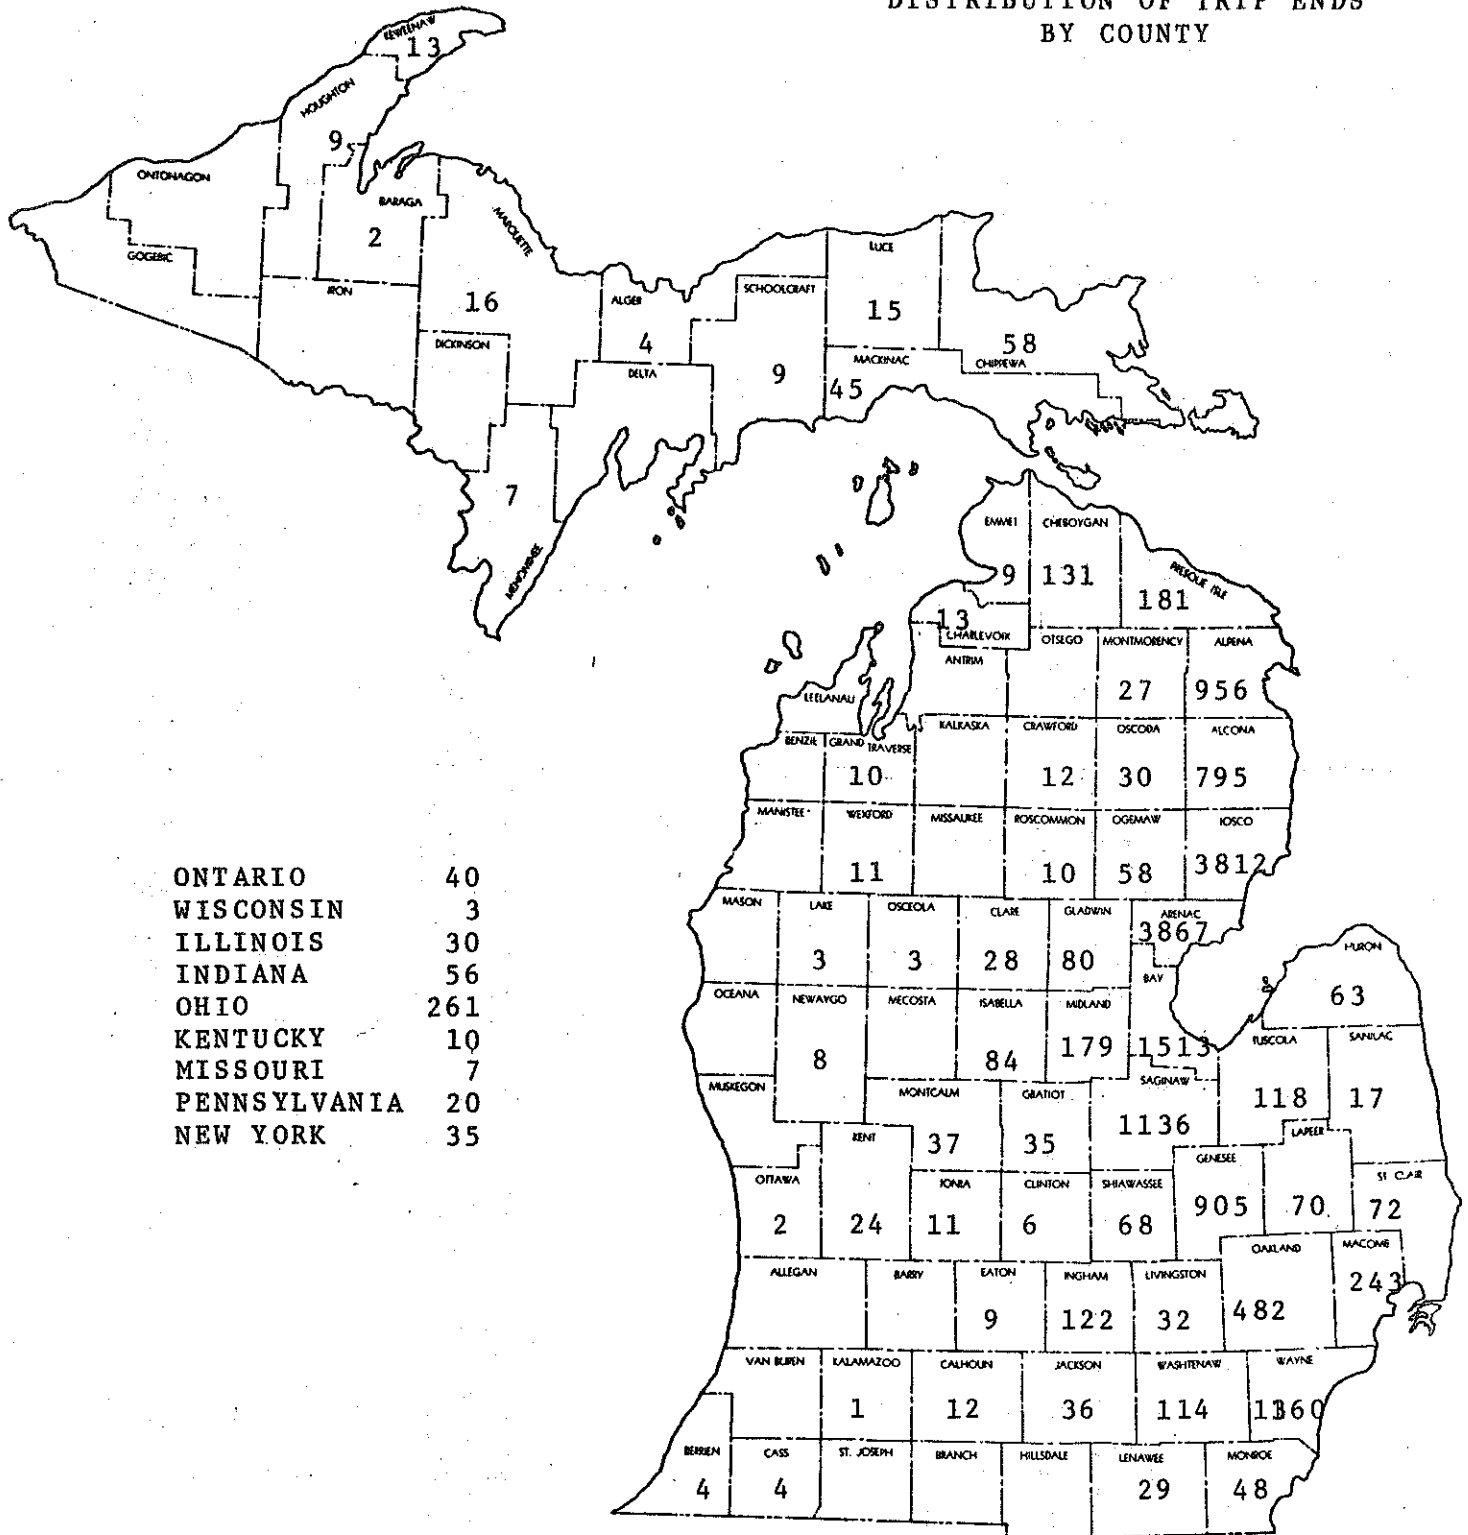 DISTRIBUTION OF TRIP ENDS
BY COUNTY
KEWEENAW
13
HOUGHTON
9
ONTONAGON
BARAGA
2
MARQUETTE
16
GOGEBIC
IRON
DICKINSON
ALGER
4
DELTA
SCHOOLCRAFT
9
LUCE
15
MACKINAC
45
58
CHIPPEWA
7
MENOMINEE
EMMET
9
CHEBOYGAN
131
PRESQUE ISLE
181
13
CHARLEVOIX
ANTRIM
OTSEGO
MONTMORENCY
27
ALPENA
956
LEELANAU
BENZIE
GRAND TRAVERSE
10
KALKASKA
CRAWFORD
12
OSCODA
30
ALCONA
795
MANISTEE
WEXFORD
11
MISSAUKEE
ROSCOMMON
10
OGEMAW
58
IOSCO
3812
ONTARIO 40
WISCONSIN 3
ILLINOIS 30
INDIANA 56
OHIO 261
KENTUCKY 10
MISSOURI 7
PENNSYLVANIA 20
NEW YORK 35
MASON
LAKE
3
OSCEOLA
3
CLARE
28
GLADWIN
80
ARENAC
3867
HURON
63
OCEANA
NEWAYGO
8
MECOSTA
ISABELLA
84
MIDLAND
179
BAY
1513
TUSCOLA
118
SANILAC
17
MUSKEGON
MONTCALM
37
GRATIOT
35
SAGINAW
1136
LAPEER
70
KENT
24
GENESEE
905
ST CLAIR
72
OTTAWA
2
IONIA
11
CLINTON
6
SHIAWASSEE
68
OAKLAND
482
MACOMB
243
ALLEGAN
BARRY
EATON
9
INGHAM
122
LIVINGSTON
32
VAN BUREN
KALAMAZOO
1
CALHOUN
12
JACKSON
36
WASHTENAW
114
WAYNE
BERRIEN
4
CASS
4
ST. JOSEPH
BRANCH
HILLSDALE
LENAWEE
29
MONROE
48